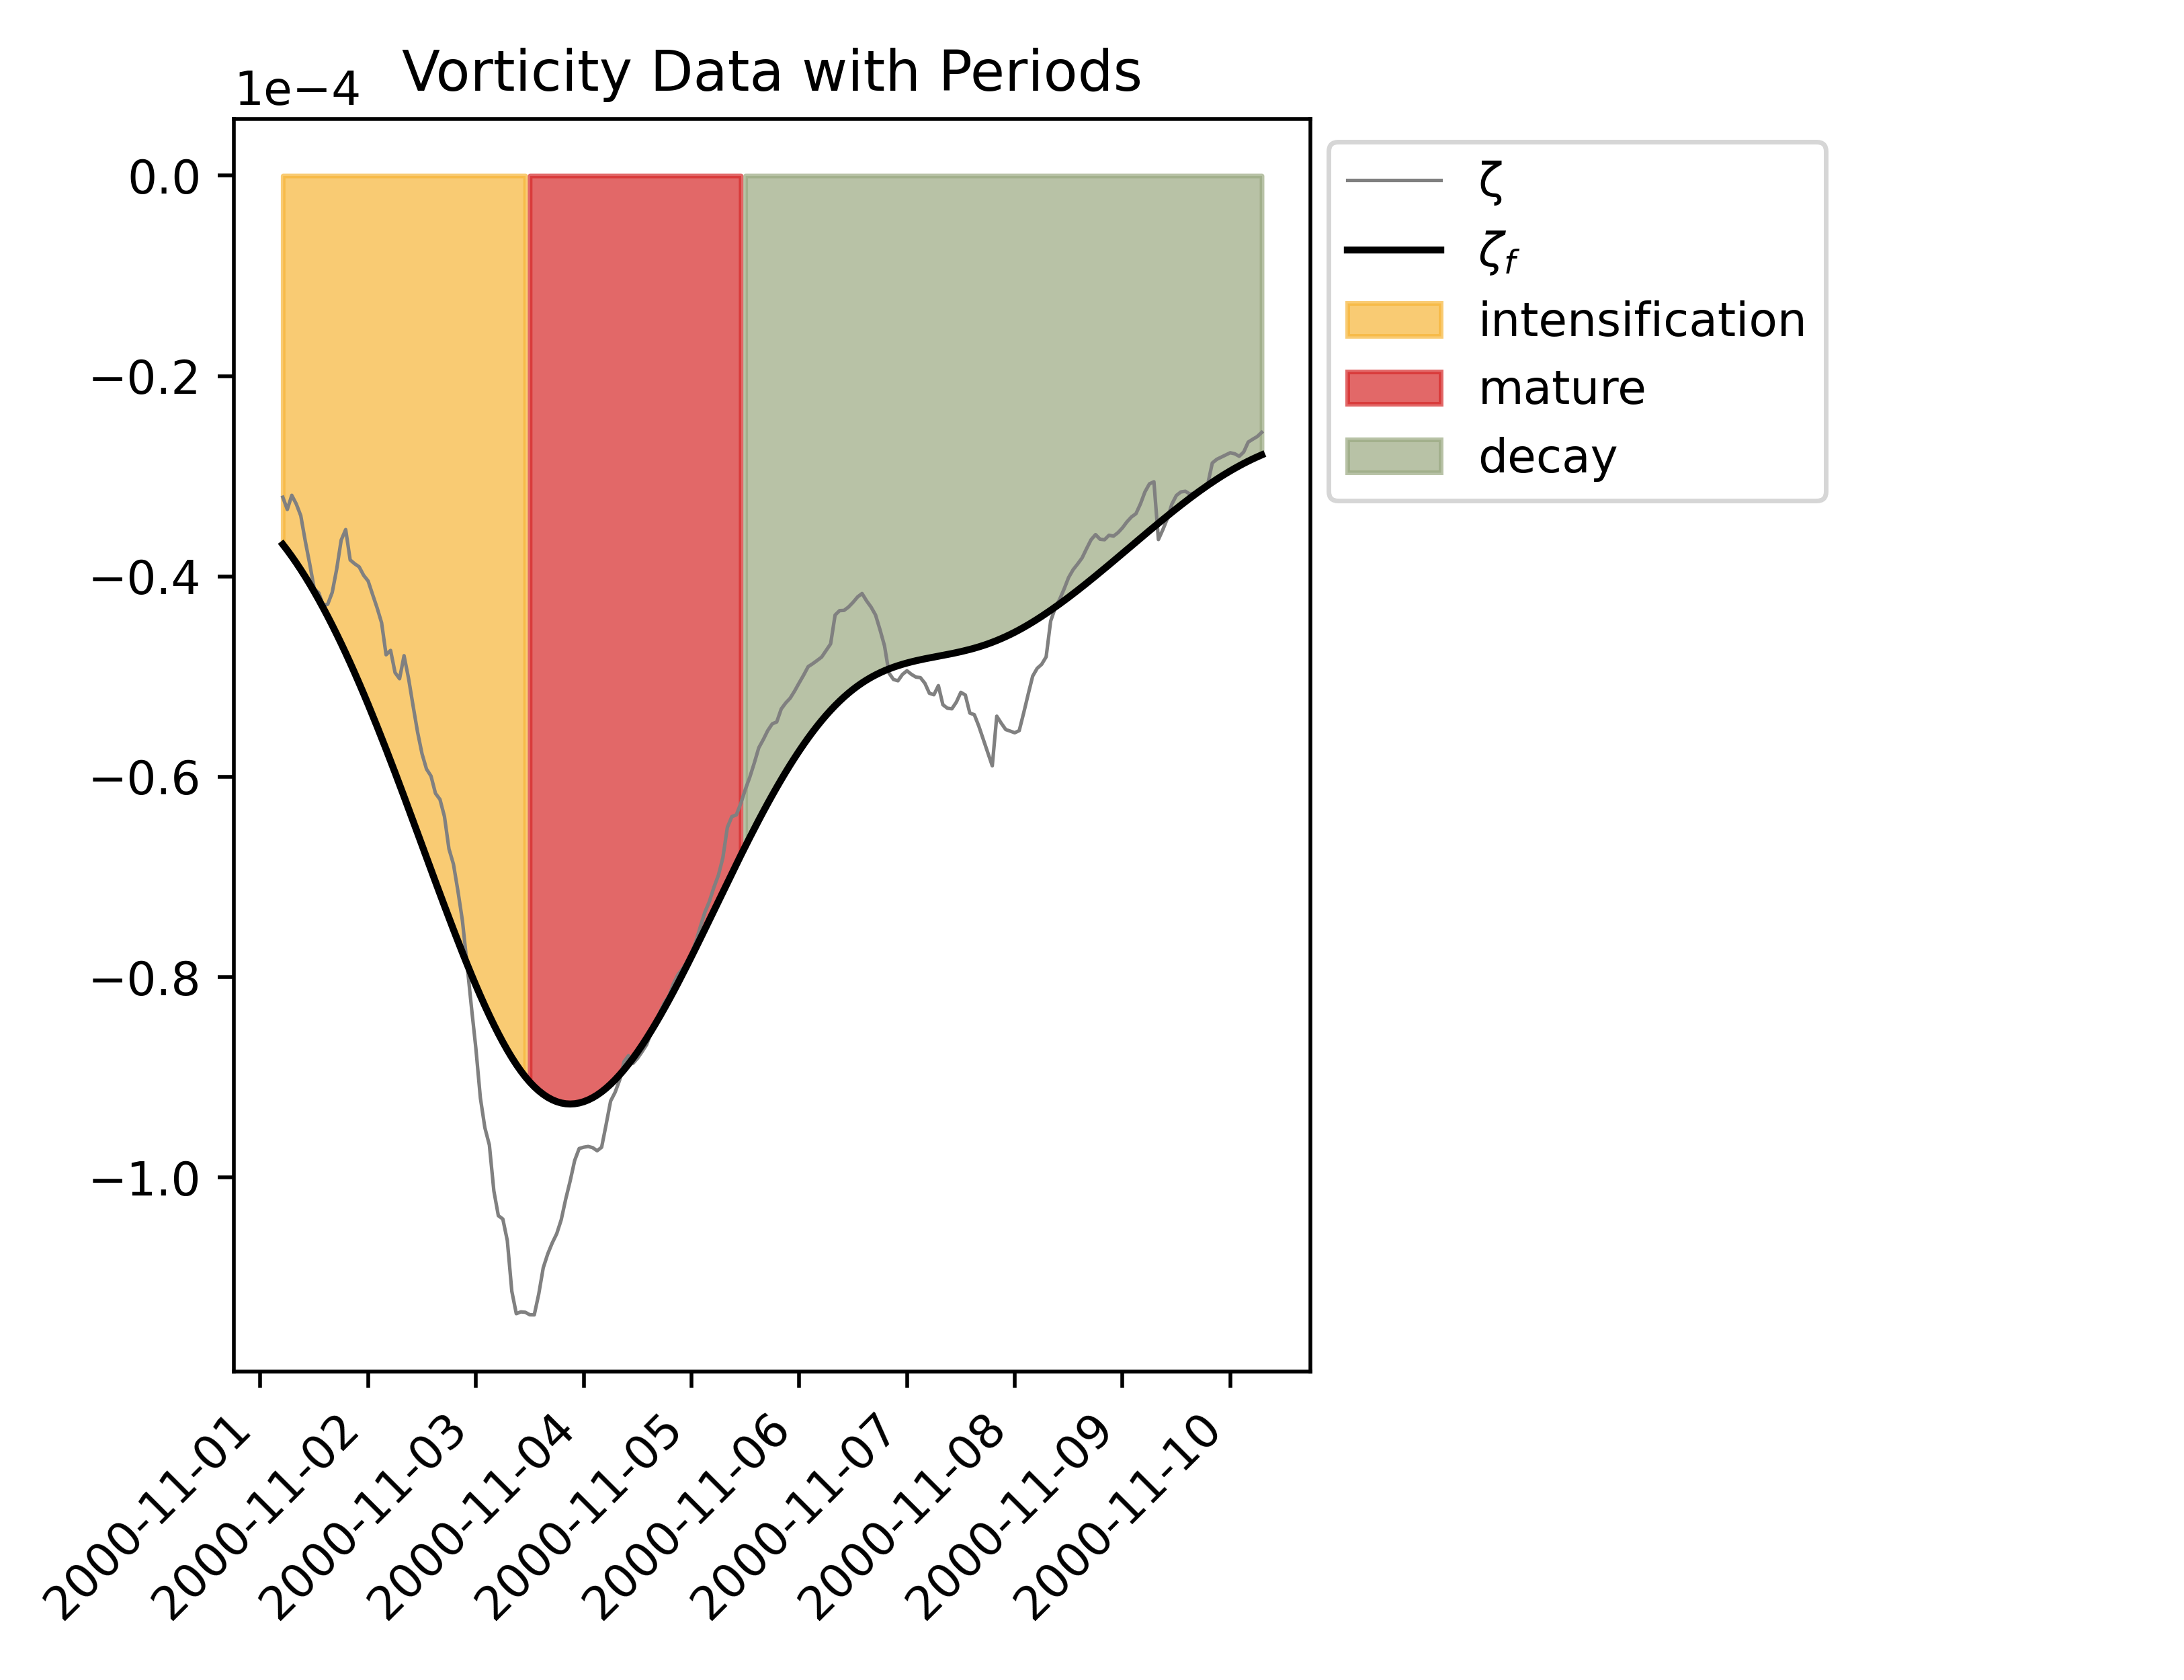 Vorticity Data with Periods
1e−4
0.0
−0.2
−0.4
−0.6
−0.8
−1.0
2000-11-01
2000-11-02
2000-11-03
2000-11-04
2000-11-05
2000-11-06
2000-11-07
2000-11-08
2000-11-09
2000-11-10
ζ
ζf
intensification
mature
decay